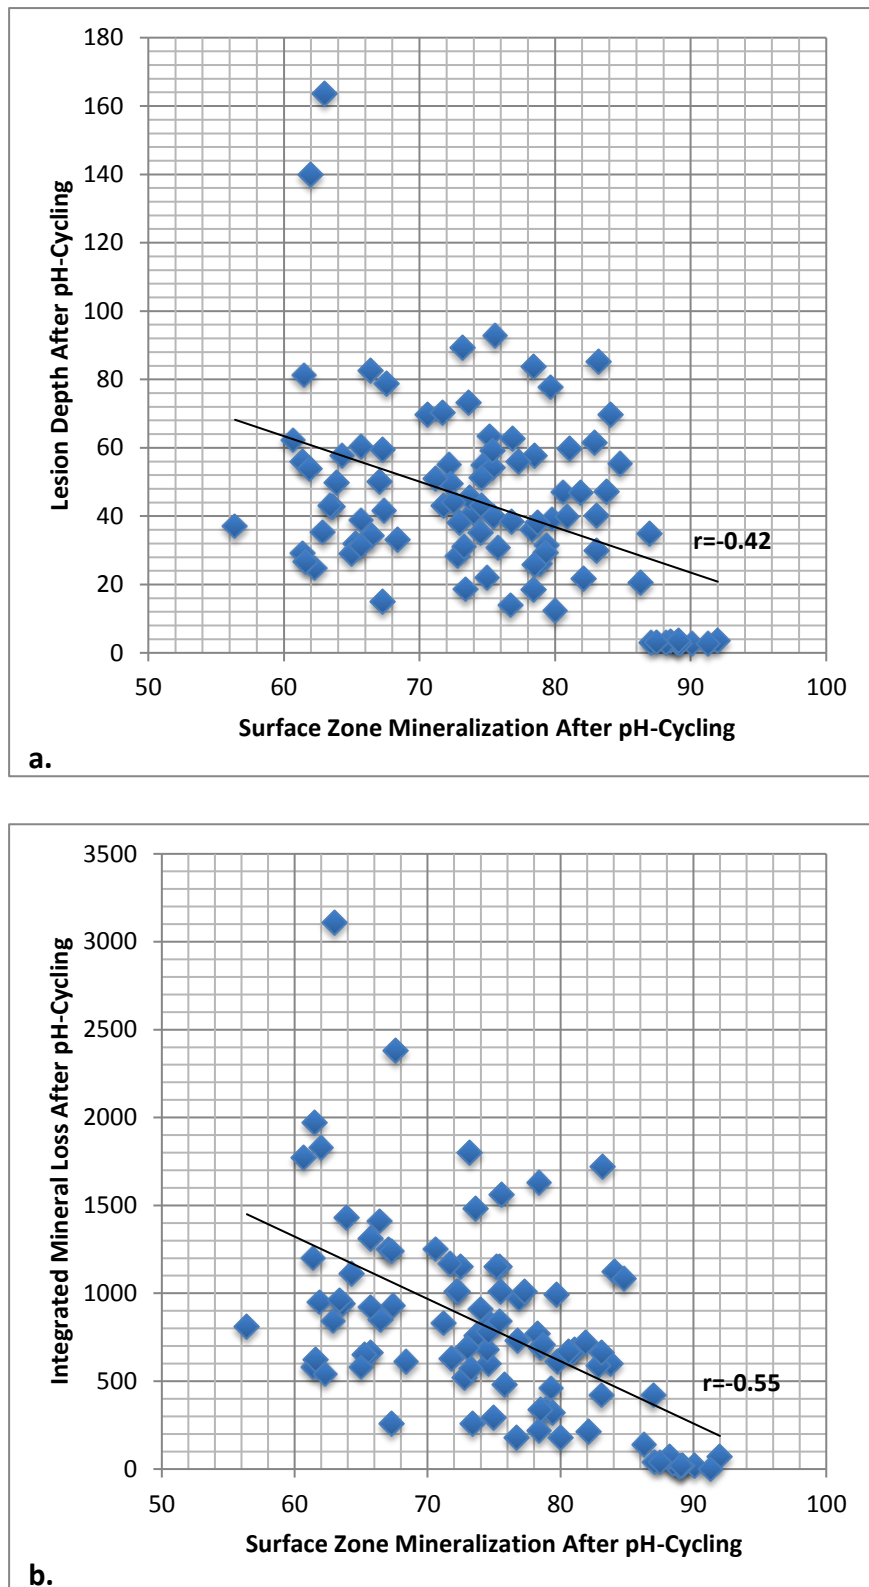 180
160
140
120
100
80
60
40
20
0
Lesion Depth After pH-Cycling
r=-0.42
50 60 70 80 90 100
Surface Zone Mineralization After pH-Cycling
a.
3500
3000
2500
2000
1500
1000
500
0
Integrated Mineral Loss After pH-Cycling
r=-0.55
50 60 70 80 90 100
Surface Zone Mineralization After pH-Cycling
b.